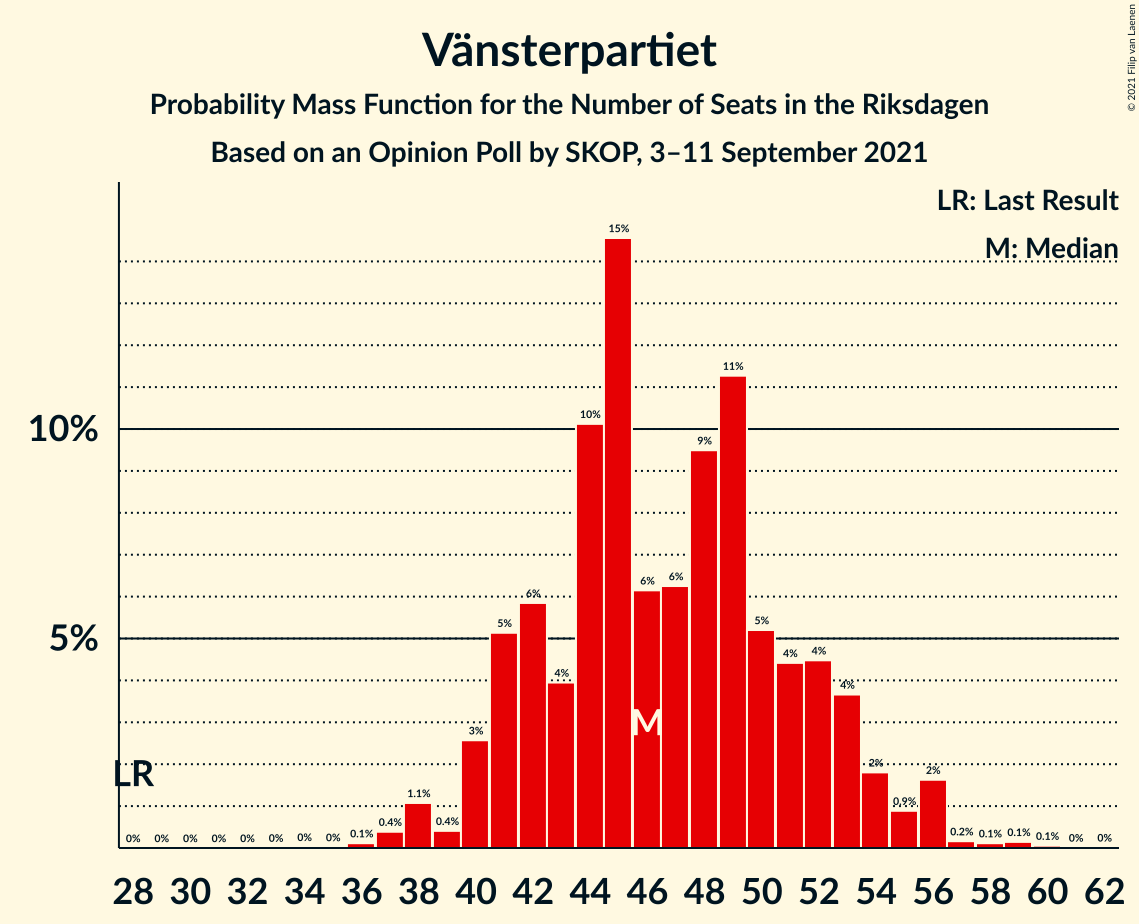 Vänsterpartiet
Probability Mass Function for the Number of Seats in the Riksdagen
Based on an Opinion Poll by SKOP, 3–11 September 2021
© 2021 Filip van Laenen
LR: Last Result
M: Median
10%
5%
0% 0% 0% 0% 0% 0% 0% 0% 0.1% 0.4% 1.1% 0.4% 3% 5% 6% 4% 10% 15% 6% 6% 9% 11% 5% 4% 4% 4% 2% 0.9% 2% 0.2% 0.1% 0.1% 0.1% 0% 0%
M
LR
28 30 32 34 36 38 40 42 44 46 48 50 52 54 56 58 60 62